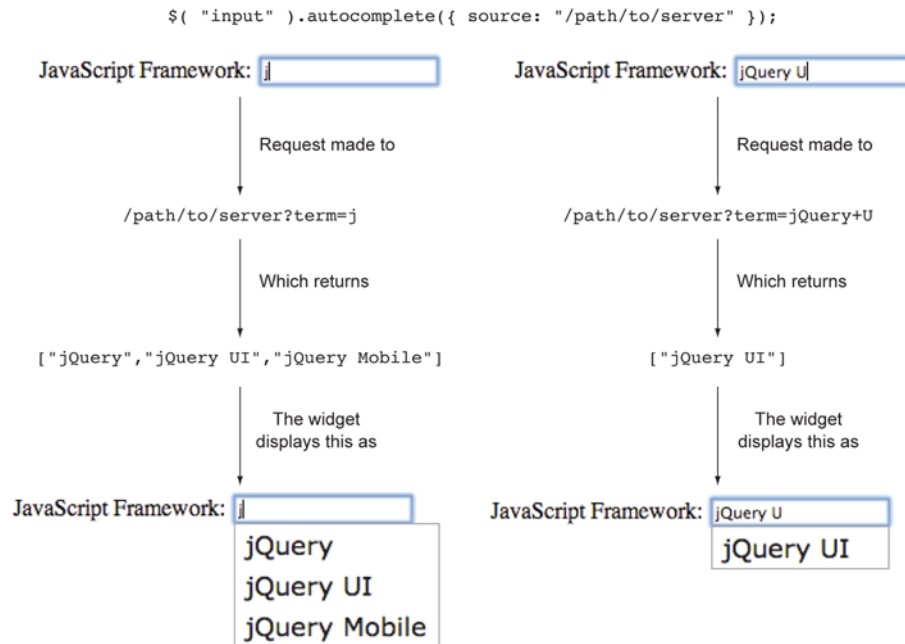 $( "input" ).autocomplete({ source: "/path/to/server" });
JavaScript Framework: j
Request made to
/path/to/server?term=j
Which returns
["jQuery","jQuery UI","jQuery Mobile"]
The widget
displays this as
JavaScript Framework: j
jQuery
jQuery UI
jQuery Mobile
JavaScript Framework: jQuery U
Request made to
/path/to/server?term=jQuery+U
Which returns
["jQuery UI"]
The widget
displays this as
JavaScript Framework: jQuery U
jQuery UI